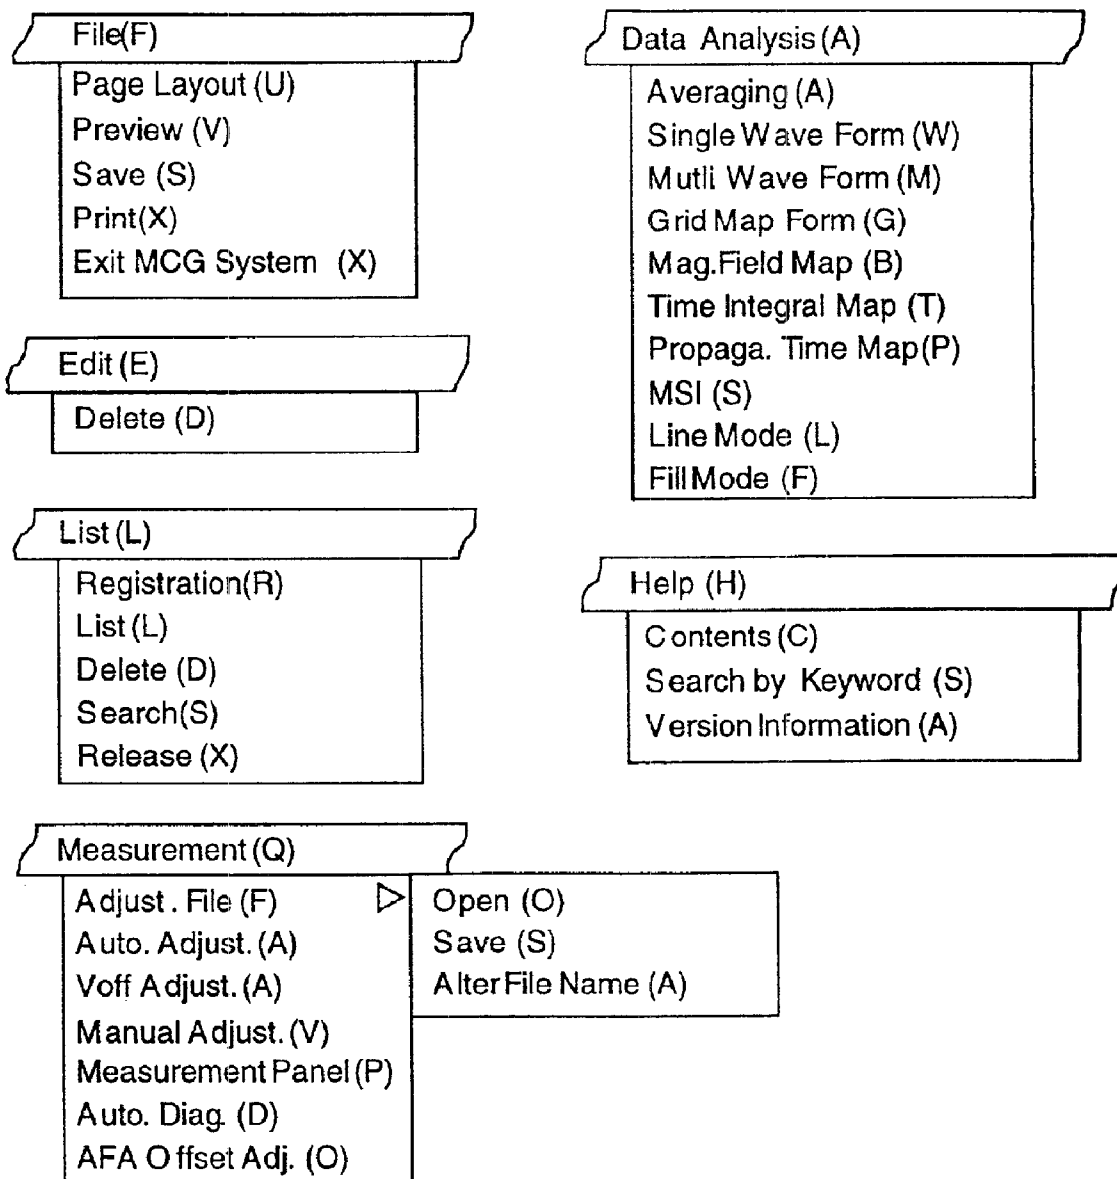 File(F)
Page Layout (U)
Preview (V)
Save (S)
Print(X)
Exit MCG System (X)
Edit (E)
Delete (D)
List (L)
Registration(R)
List (L)
Delete (D)
Search(S)
Release (X)
Measurement (Q)
Adjust. File (F)
Auto. Adjust. (A)
Voff Adjust. (A)
Manual Adjust. (V)
Measurement Panel (P)
Auto. Diag. (D)
AFA Offset Adj. (O)
Open (O)
Save (S)
Alter File Name (A)
Data Analysis (A)
Averaging (A)
Single Wave Form (W)
Mutli Wave Form (M)
Grid Map Form (G)
Mag.Field Map (B)
Time Integral Map (T)
Propaga. Time Map(P)
MSI (S)
Line Mode (L)
Fill Mode (F)
Help (H)
Contents (C)
Search by Keyword (S)
Version Information (A)